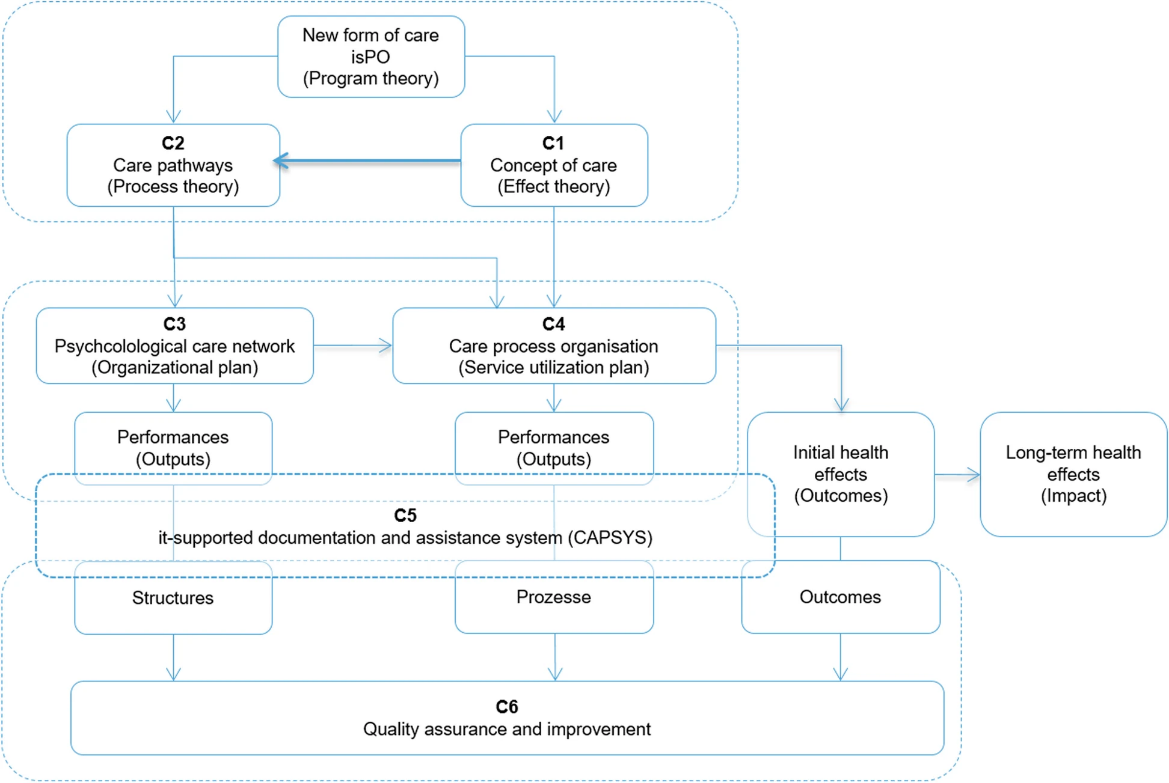 New form of care
isPO
(Program theory)
C2
Care pathways
(Process theory)
C1
Concept of care
(Effect theory)
C3
Psychcolological care network
(Organizational plan)
C4
Care process organisation
(Service utilization plan)
Performances
(Outputs)
Performances
(Outputs)
Initial health
effects
(Outcomes)
Long-term health
effects
(Impact)
C5
it-supported documentation and assistance system (CAPSYS)
Structures
Prozesse
Outcomes
C6
Quality assurance and improvement